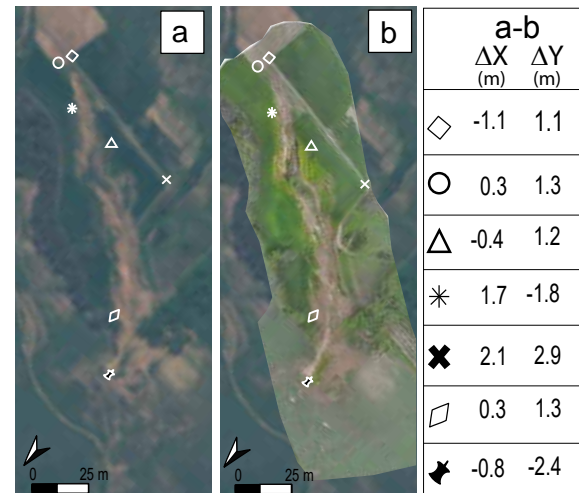 a
b
a-b
ΔX ΔY
(m) (m)
-1.1 1.1
0.3 1.3
-0.4 1.2
1.7 -1.8
2.1 2.9
0.3 1.3
-0.8 -2.4
0 25 m
0 25 m